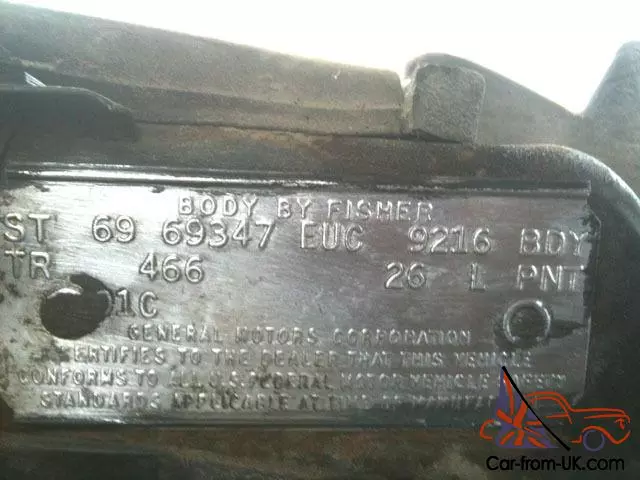 BODY BY FISHER
ST 69 69347 EUC 9216 BDY
TR 466 26 L PNT
01C
GENERAL MOTORS CORPORATION
CERTIFIES TO THE DEALER THAT THIS VEHICLE
CONFORMS TO ALL U.S. FEDERAL MOTOR VEHICLE SAFETY
STANDARDS APPLICABLE AT TIME OF
Car-from-UK.com